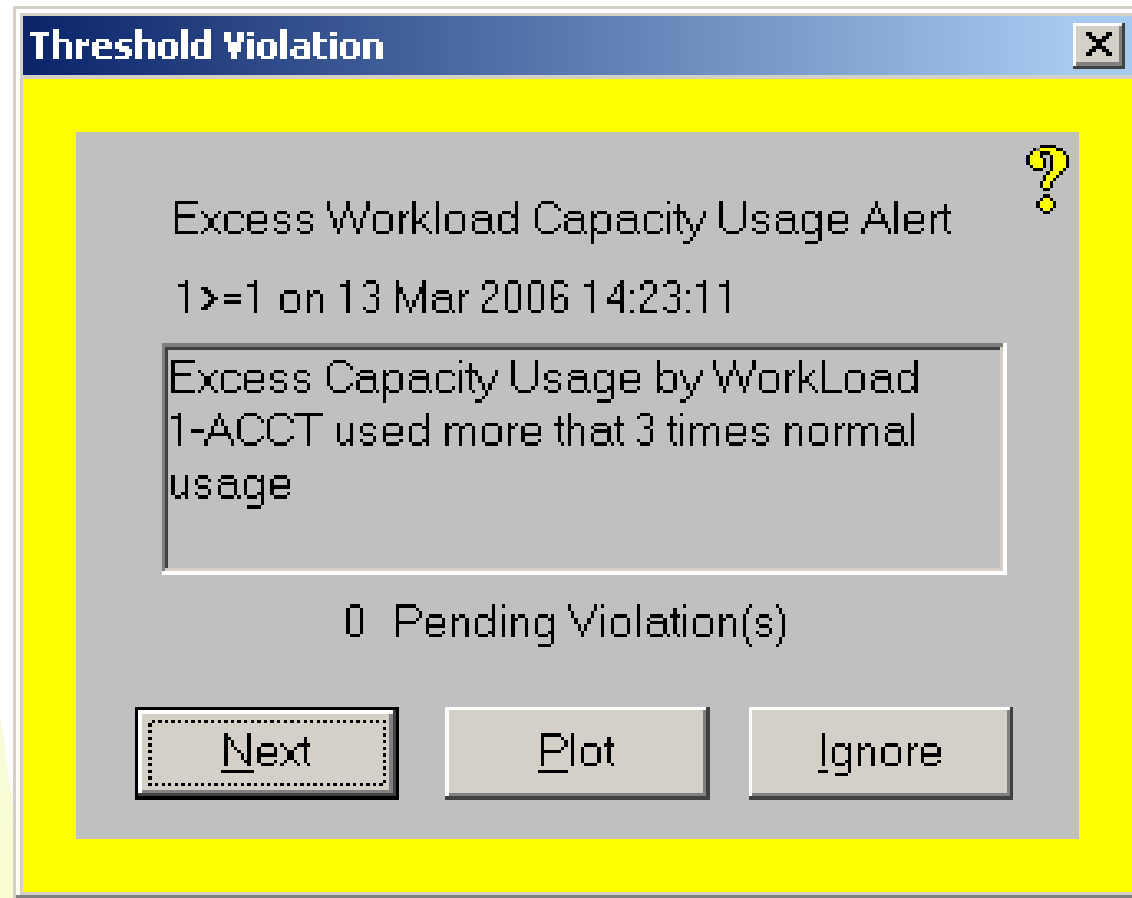 Threshold Violation
?
Excess Workload Capacity Usage Alert
1>=1 on 13 Mar 2006 14:23:11
Excess Capacity Usage by WorkLoad
1-ACCT used more that 3 times normal
usage
0 Pending Violation(s)
Next Plot Ignore